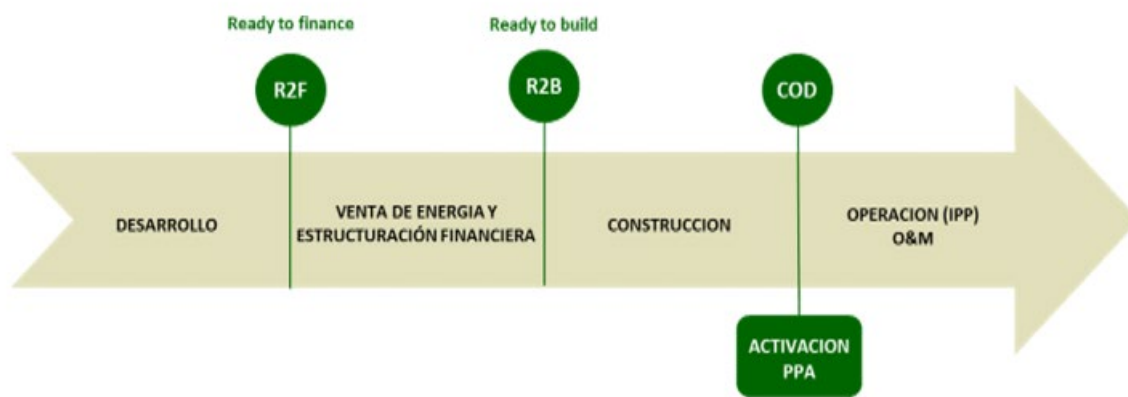 Ready to finance
Ready to build
R2F
R2B
COD
DESARROLLO
VENTA DE ENERGIA Y
ESTRUCTURACIÓN FINANCIERA
CONSTRUCCION
OPERACION (IPP)
O&M
ACTIVACION
PPA